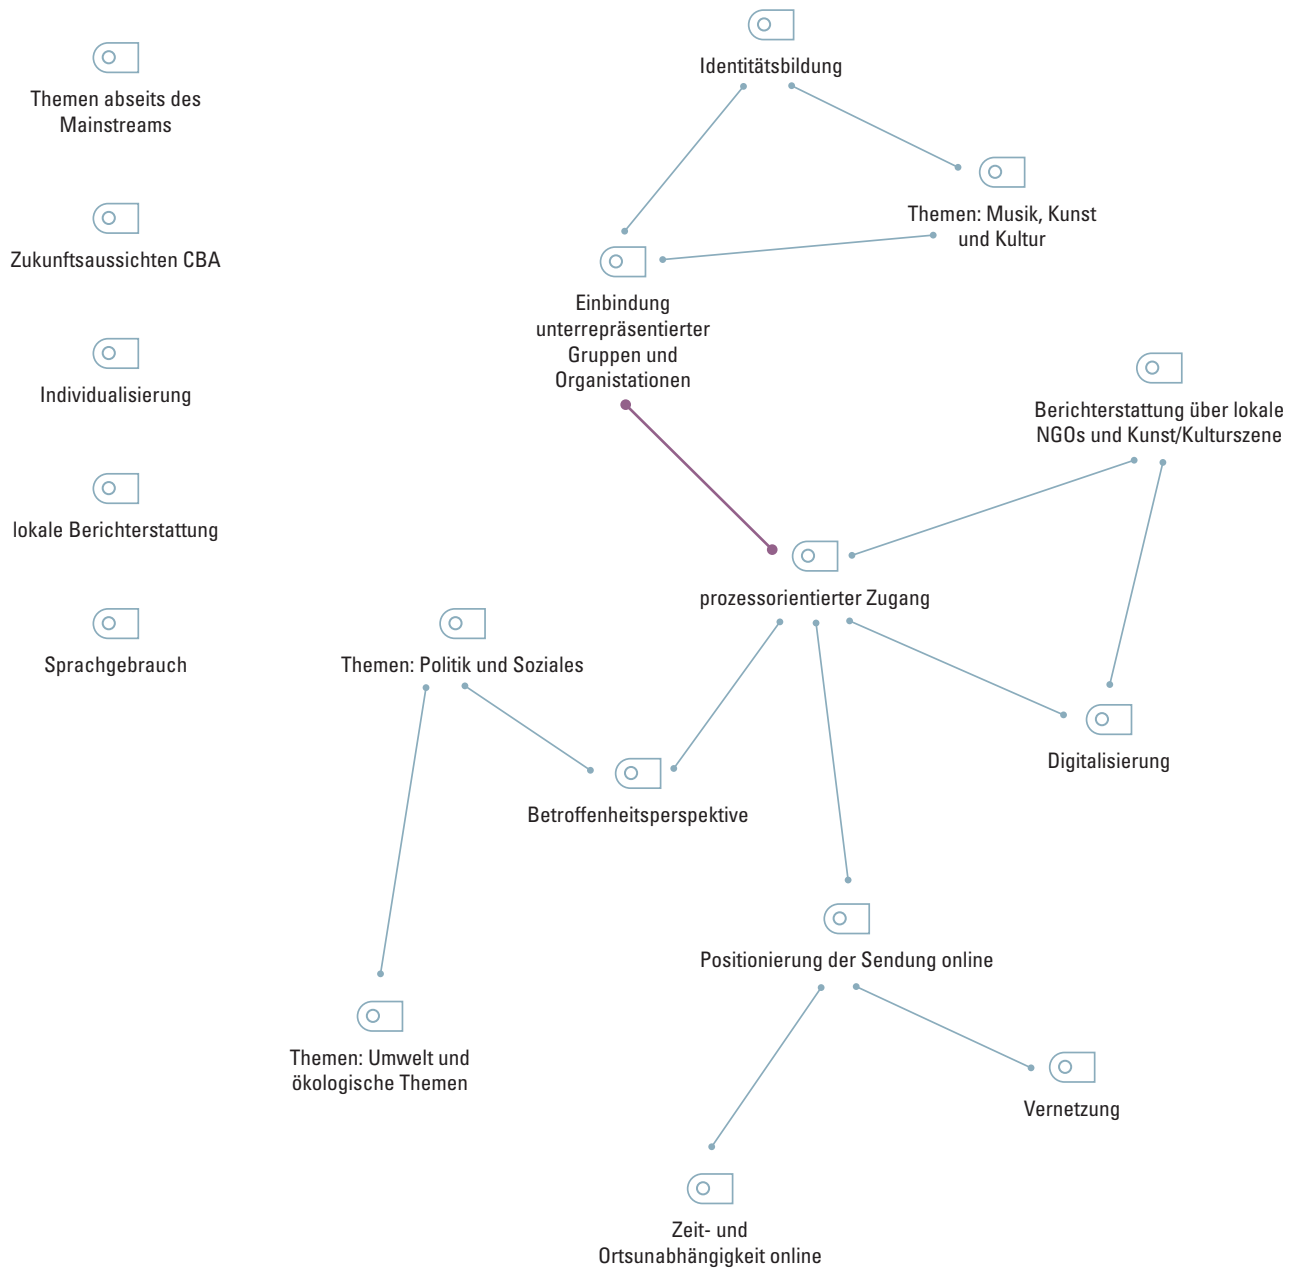 Themen abseits des
Mainstreams
Zukunftsaussichten CBA
Individualisierung
lokale Berichterstattung
Sprachgebrauch
Identitätsbildung
Themen: Musik, Kunst
und Kultur
Einbindung
unterrepräsentierter
Gruppen und
Organistationen
Berichterstattung über lokale
NGOs und Kunst/Kulturszene
prozessorientierter Zugang
Themen: Politik und Soziales
Digitalisierung
Betroffenheitsperspektive
Positionierung der Sendung online
Themen: Umwelt und
ökologische Themen
Vernetzung
Zeit- und
Ortsunabhängigkeit online